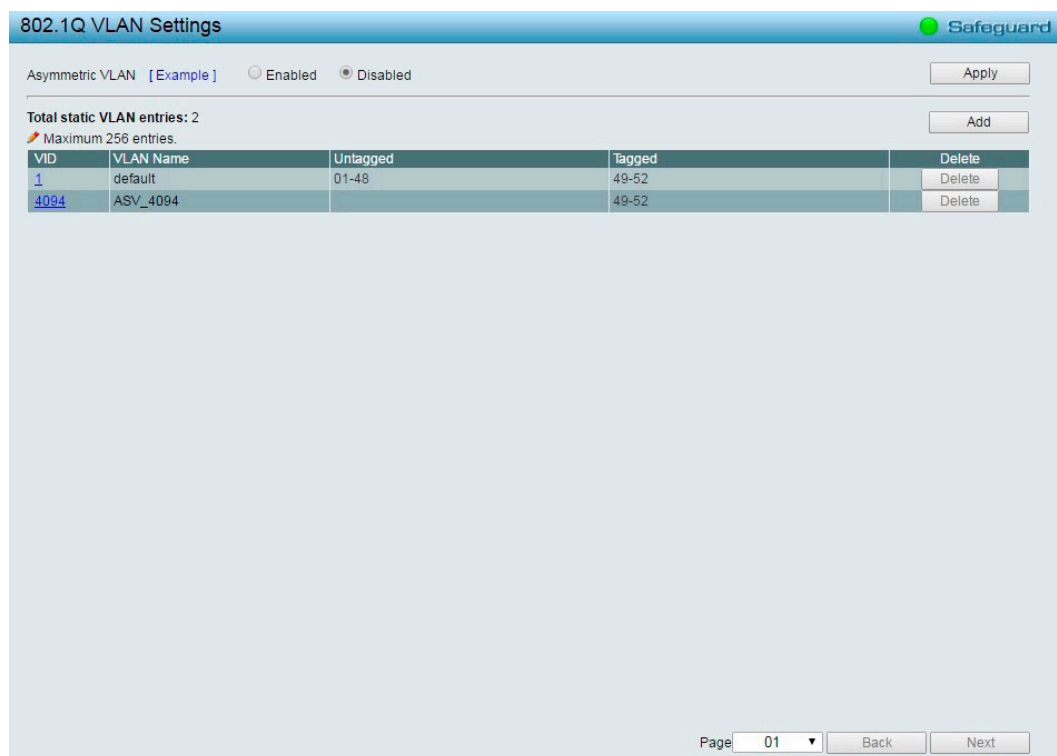 802.1Q VLAN Settings Safeguard
Asymmetric VLAN [ Example ] Enabled Disabled Apply
Total static VLAN entries: 2 Add
Maximum 256 entries.
VID VLAN Name Untagged Tagged Delete
1 default 01-48 49-52 Delete
4094 ASV_4094 49-52 Delete
Page 01 Back Next